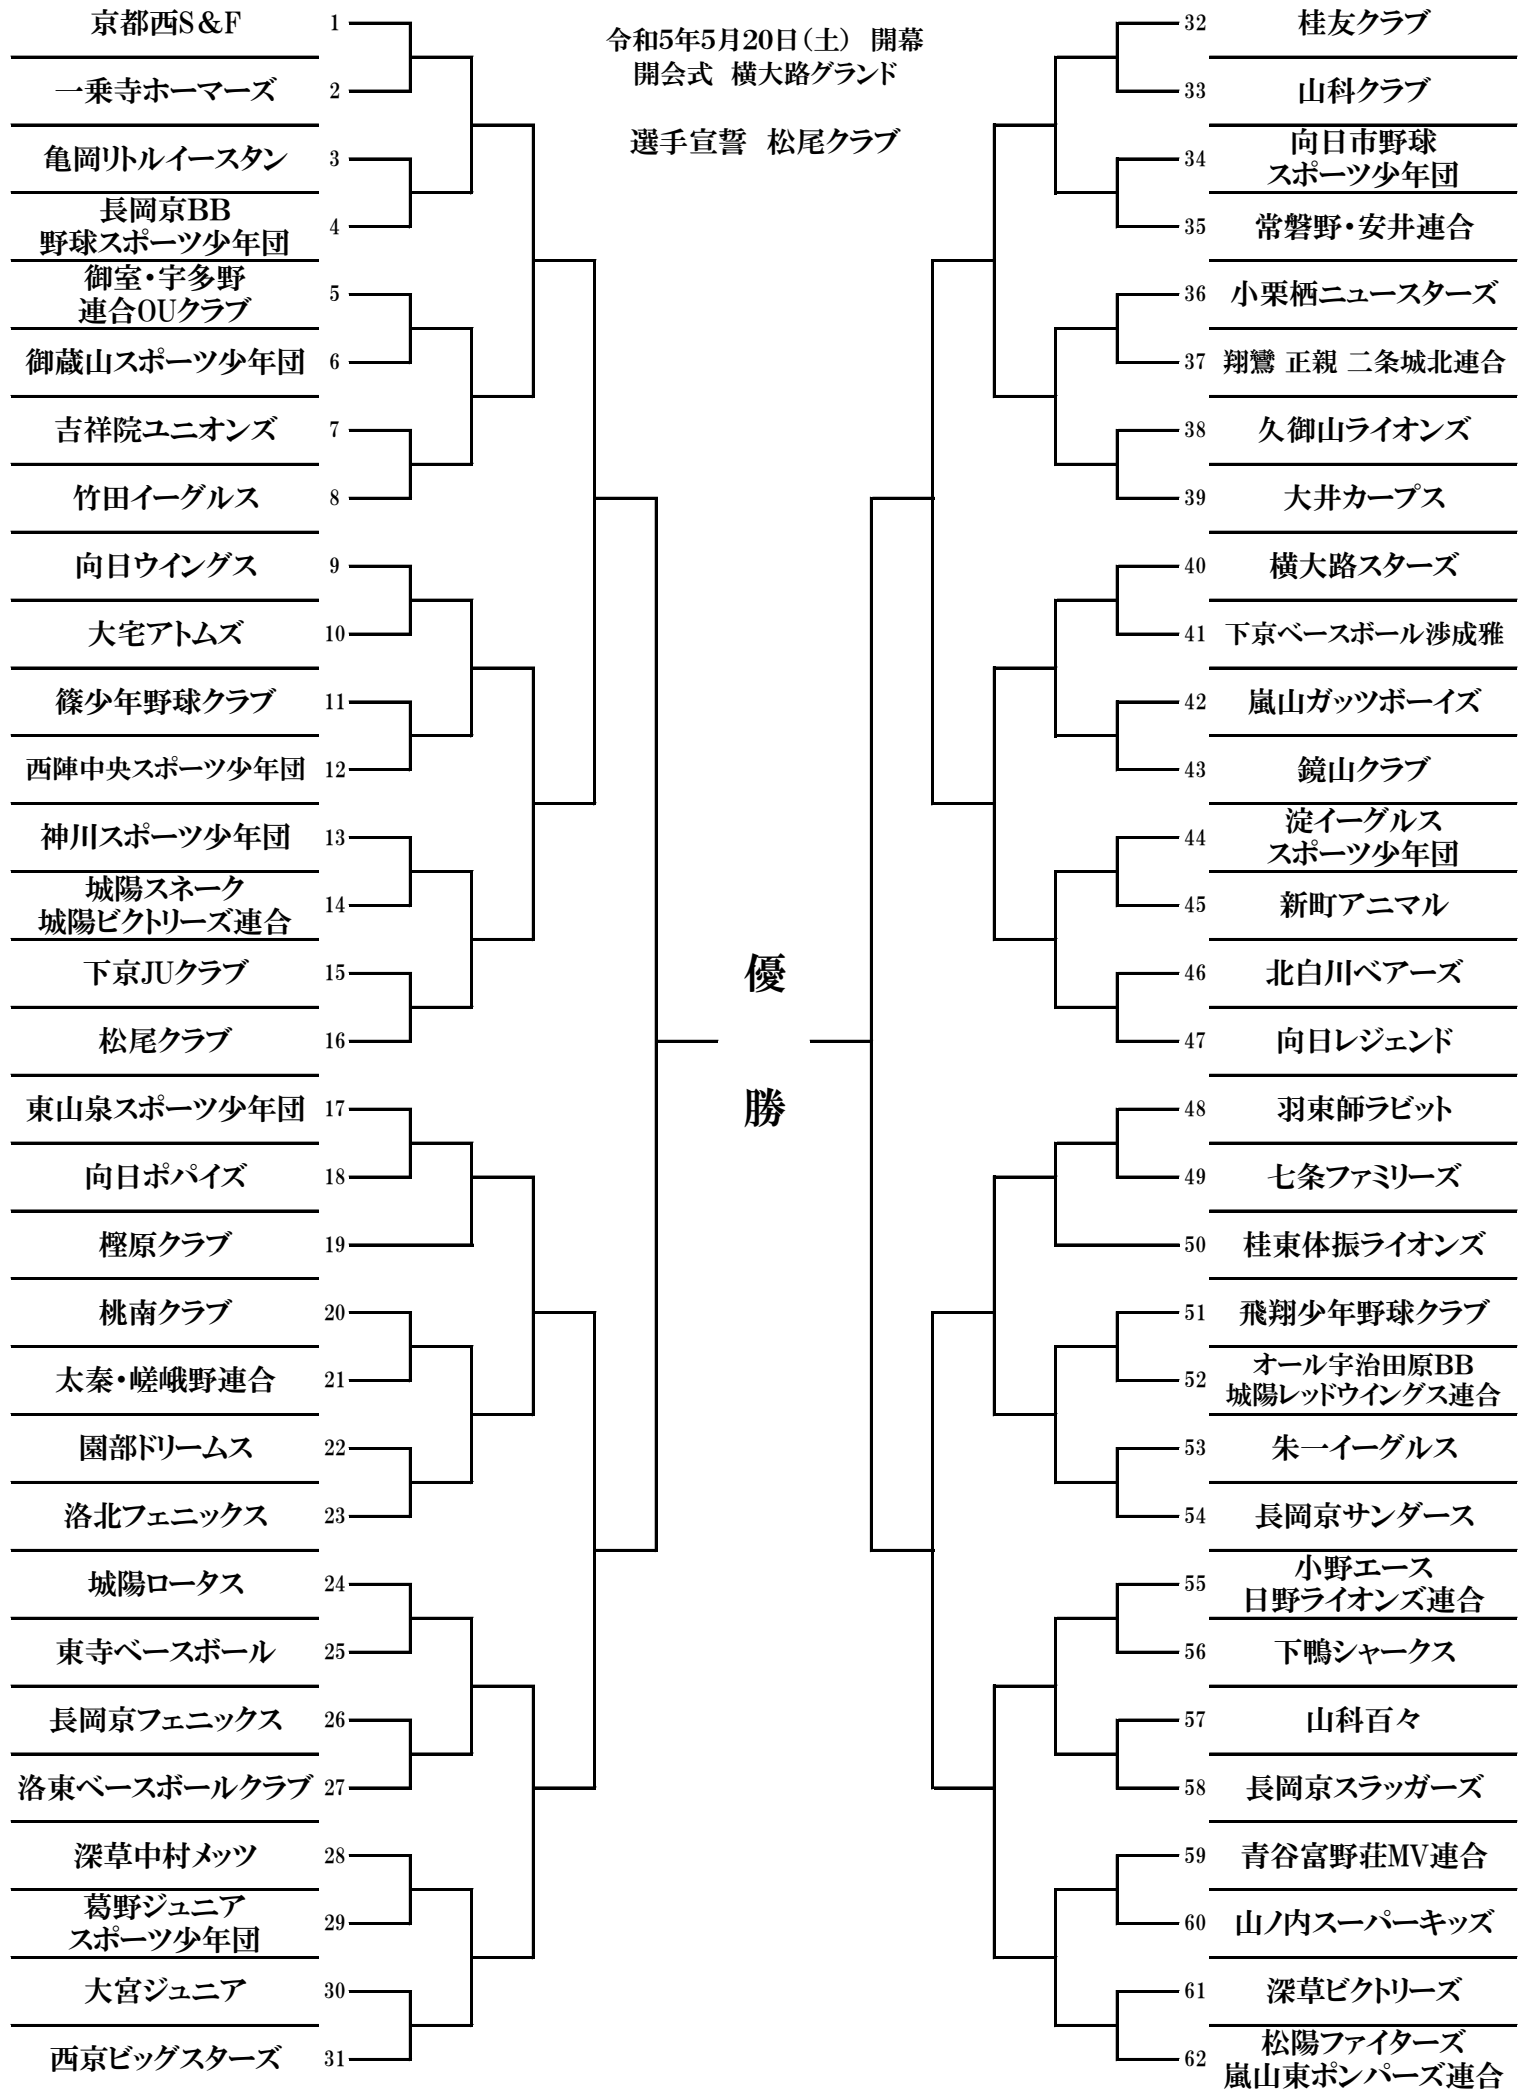 令和5年5月20日（土） 開幕
開会式 横大路グランド
選手宣誓 松尾クラブ
京都西S＆F 1
一乗寺ホーマーズ 2
亀岡リトルイースタン 3
長岡京BB
野球スポーツ少年団 4
御室・宇多野
連合OUクラブ 5
御蔵山スポーツ少年団 6
吉祥院ユニオンズ 7
竹田イーグルス 8
向日ウイングス 9
大宅アトムズ 10
篠少年野球クラブ 11
西陣中央スポーツ少年団 12
神川スポーツ少年団 13
城陽スネーク
城陽ビクトリーズ連合 14
下京JUクラブ 15
松尾クラブ 16
東山泉スポーツ少年団 17
向日ポパイズ 18
樫原クラブ 19
桃南クラブ 20
太秦・嵯峨野連合 21
園部ドリームス 22
洛北フェニックス 23
城陽ロータス 24
東寺ベースボール 25
長岡京フェニックス 26
洛東ベースボールクラブ 27
深草中村メッツ 28
葛野ジュニア
スポーツ少年団 29
大宮ジュニア 30
西京ビッグスターズ 31
優
勝
32 桂友クラブ
33 山科クラブ
34 向日市野球
スポーツ少年団
35 常磐野・安井連合
36 小栗栖ニュースターズ
37 翔鸞 正親 二条城北連合
38 久御山ライオンズ
39 大井カープス
40 横大路スターズ
41 下京ベースボール渉成雅
42 嵐山ガッツボーイズ
43 鏡山クラブ
44 淀イーグルス
スポーツ少年団
45 新町アニマル
46 北白川ベアーズ
47 向日レジェンド
48 羽束師ラビット
49 七条ファミリーズ
50 桂東体振ライオンズ
51 飛翔少年野球クラブ
52 オール宇治田原BB
城陽レッドウイングス連合
53 朱一イーグルス
54 長岡京サンダース
55 小野エース
日野ライオンズ連合
56 下鴨シャークス
57 山科百々
58 長岡京スラッガーズ
59 青谷富野荘MV連合
60 山ノ内スーパーキッズ
61 深草ビクトリーズ
62 松陽ファイターズ
嵐山東ポンパーズ連合